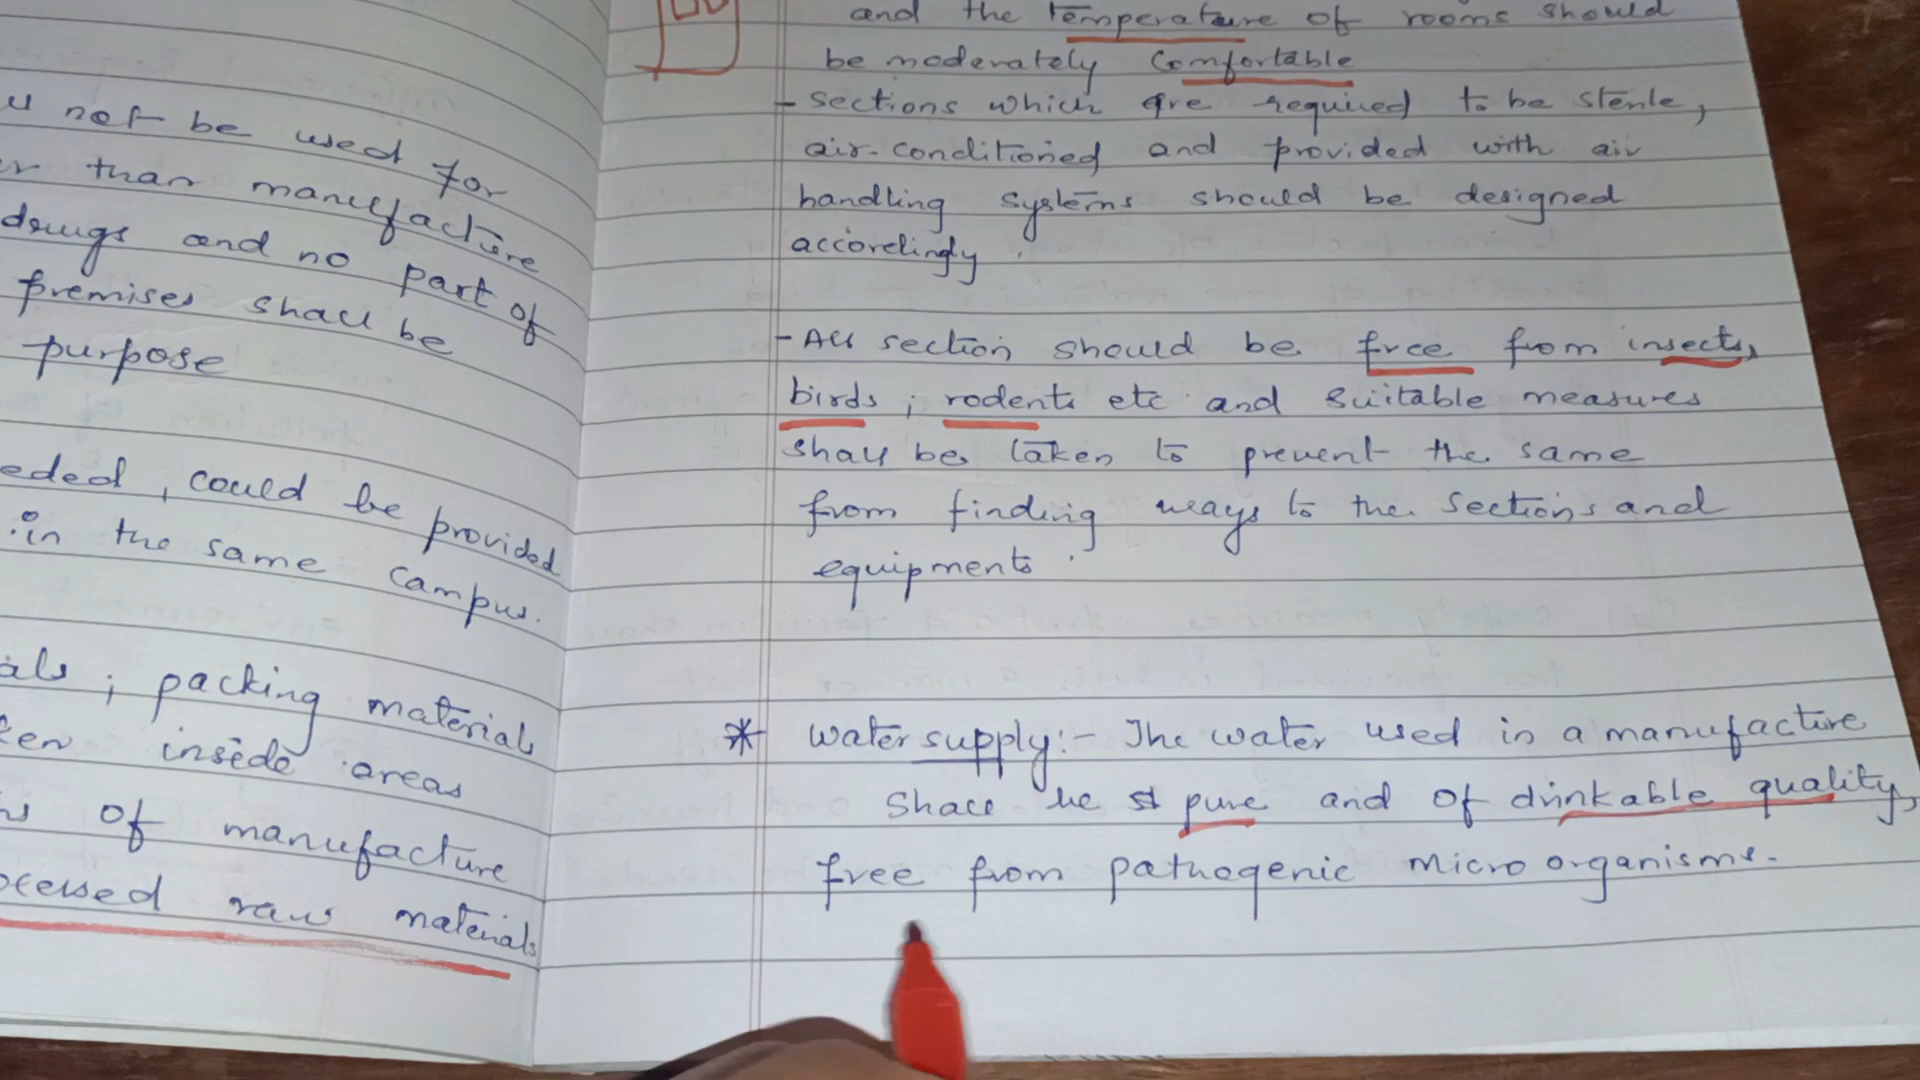 not be used for
than manufacture
drugs and no part of
premises shall be
purpose
eded, could be provided
in the same campus.
als, packing material
ken inside areas
of manufacture
ocessed raw materials
and the temperature of rooms should
be moderately comfortable
- sections which are required to be sterile,
air-conditioned and provided with air
handling systems should be designed
accordingly.
- All section should be free from insects,
birds, rodents etc and suitable measures
shall be taken to prevent the same
from finding ways to the sections and
equipments.
* Water supply:- The water used in a manufacture
Shall be pure and of drinkable quality,
free from pathogenic micro organisms.